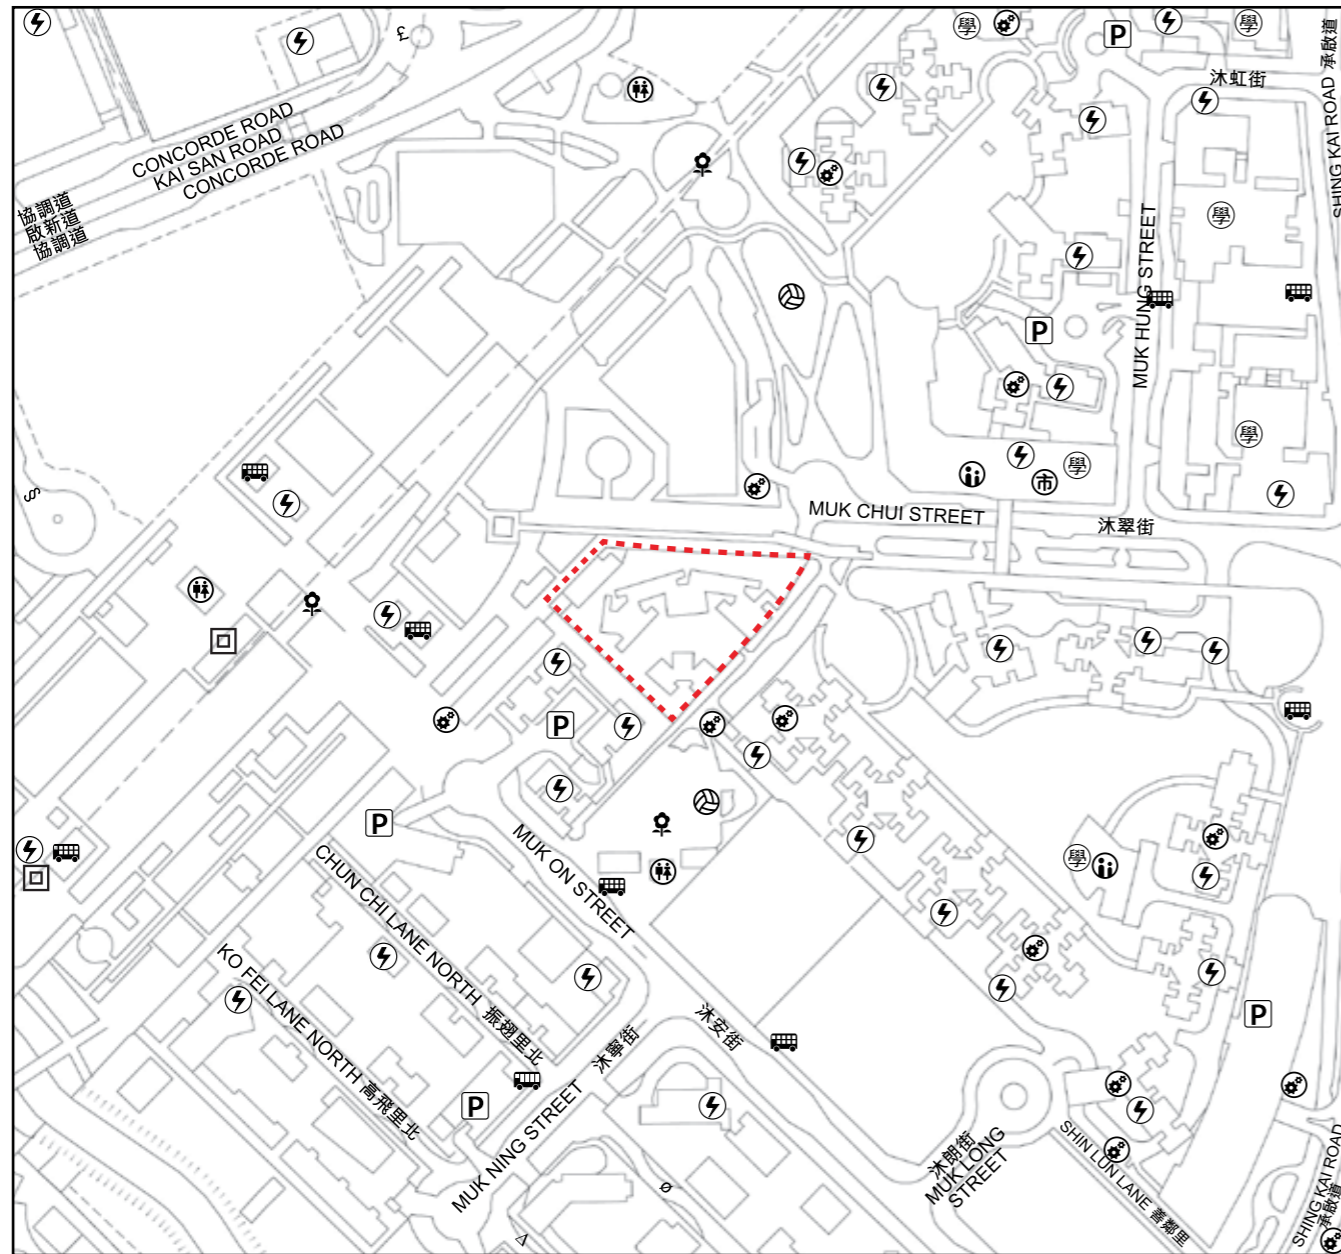 £
P
學
學
沐虹街
SHING KAI ROAD 承啟道
CONCORDE ROAD
KAI SAN ROAD
CONCORDE ROAD
協調道
啟新道
協調道
學
MUK HUNG STREET
P
學
學
市
§
MUK CHUI STREET
沐翠街
P
P
MUK ON STREET
CHUN CHI LANE NORTH 振翅里北
學
KO FEI LANE NORTH 高飛里北
沐安街
P
P
MUK NING STREET 沐寧街
沐朗街
MUK LONG
STREET
SHIN LUN LANE 善鄰里
SHING KAI ROAD
承啟道
ø
Δ